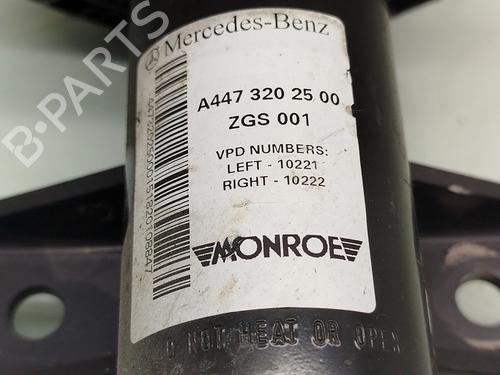 Mercedes-Benz
A447 320 25 00
ZGS 001
VPD NUMBERS:
LEFT - 10221
RIGHT - 10222
MONROE
DO NOT HEAT OR OPEN
B